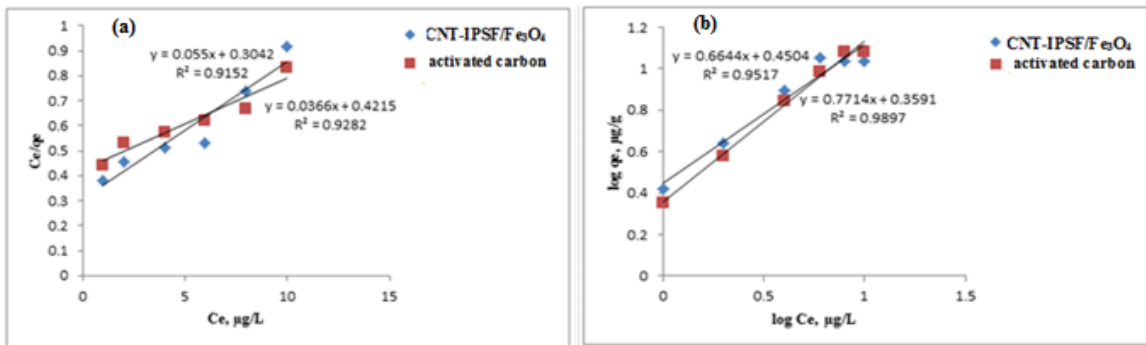 (a)
CNT-IPSF/Fe₃O₄
activated carbon
y = 0.055x + 0.3042
R² = 0.9152
y = 0.0366x + 0.4215
R² = 0.9282
Ce/qe
1
0.9
0.8
0.7
0.6
0.5
0.4
0.3
0.2
0.1
0
0 5 10 15
Ce, µg/L
(b)
CNT-IPSF/Fe₃O₄
activated carbon
y = 0.6644x + 0.4504
R² = 0.9517
y = 0.7714x + 0.3591
R² = 0.9897
log qe, µg/g
1.2
1
0.8
0.6
0.4
0.2
0
0 0.5 1 1.5
log Ce, µg/L